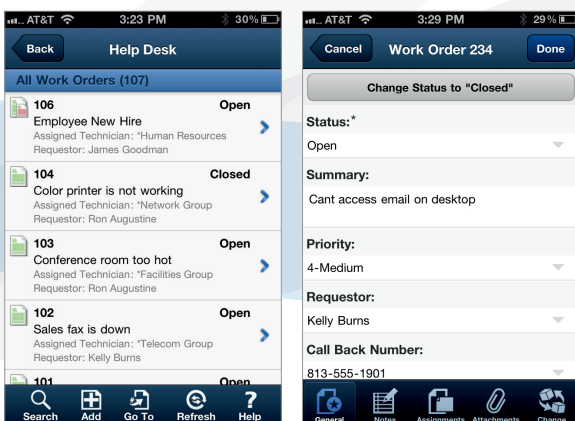 AT&T 3:23 PM 30%
Back Help Desk
All Work Orders (107)
106 Open
Employee New Hire
Assigned Technician: *Human Resources
Requestor: James Goodman
104 Closed
Color printer is not working
Assigned Technician: *Network Group
Requestor: Ron Augustine
103 Open
Conference room too hot
Assigned Technician: *Facilities Group
Requestor: Ron Augustine
102 Open
Sales fax is down
Assigned Technician: *Telecom Group
Requestor: Kelly Burns
101 Open
Search Add Go To Refresh Help
AT&T 3:29 PM 29%
Cancel Work Order 234 Done
Change Status to "Closed"
Status:*
Open
Summary:
Cant access email on desktop
Priority:
4-Medium
Requestor:
Kelly Burns
Call Back Number:
813-555-1901
General Notes Assignments Attachments Change